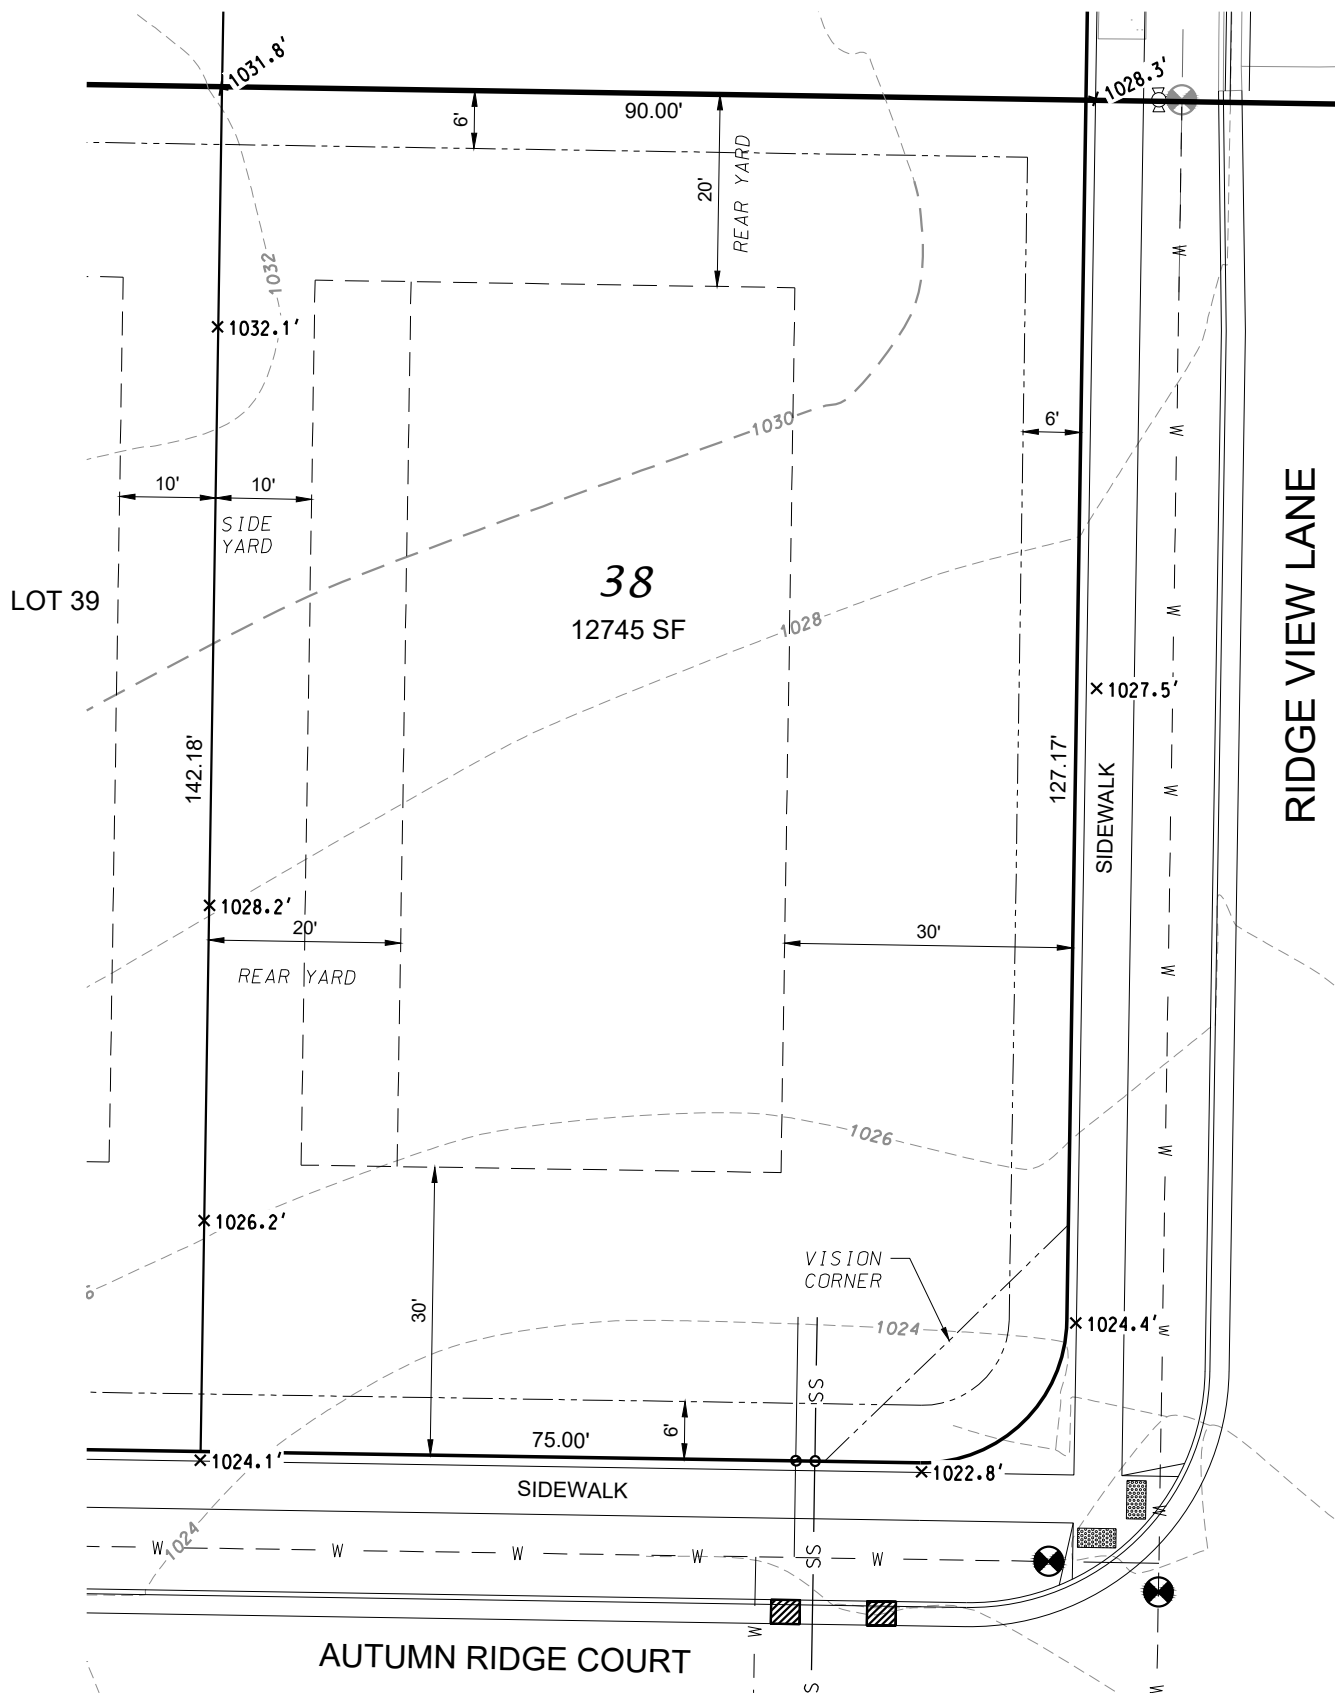 1031.8'
1028.3'
90.00'
6'
20'
REAR YARD
1032
1032.1'
1030
6'
10'
10'
SIDE
YARD
38
12745 SF
LOT 39
1028
RIDGE VIEW LANE
1027.5'
142.18'
127.17'
SIDEWALK
1028.2'
20'
30'
REAR YARD
1026
1026.2'
VISION
CORNER
30'
1024
1024.4'
SS
6'
75.00'
1024.1'
1022.8'
SIDEWALK
1024
W
W
W
W
SS
W
W
W
W
W
W
W
W
W
W
W
W
AUTUMN RIDGE COURT